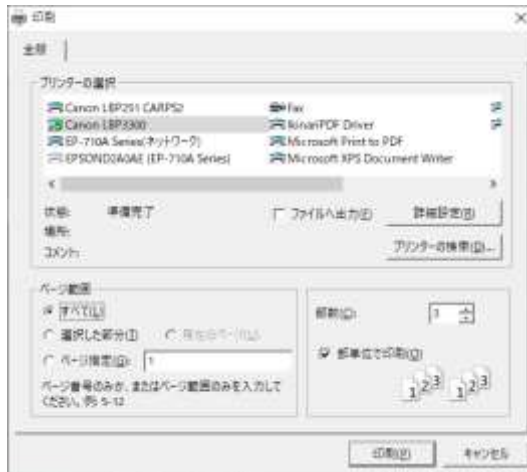 印刷
全般
プリンターの選択
Canon LBP251 CARPS2
Fax
Canon LBP3300
IkinariPDF Driver
EP-710A Series(ネットワーク)
Microsoft Print to PDF
EPSOND2A0AE (EP-710A Series)
Microsoft XPS Document Writer
状態: 準備完了
ファイルへ出力(F)
詳細設定(R)
場所:
コメント:
プリンターの検索(D)...
ページ範囲
すべて(L)
選択した部分(T)
現在のページ(U)
ページ指定(G): 1
ページ番号のみか、またはページ範囲のみを入力して
ください。例: 5-12
部数(C):
部単位で印刷(O)
1 2 3 1 2 3
印刷(P)
キャンセル